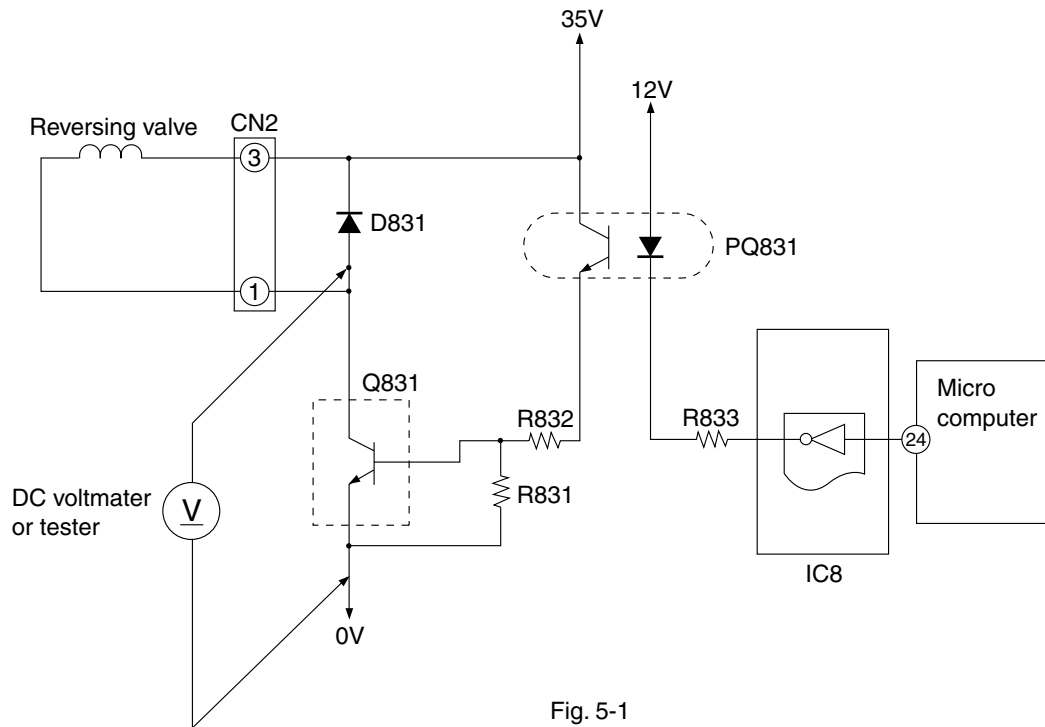 35V
12V
Reversing valve
CN2
3
D831
PQ831
1
Q831
R832
R833
Micro
computer
24
R831
DC voltmater
or tester
V
IC8
0V
Fig. 5-1